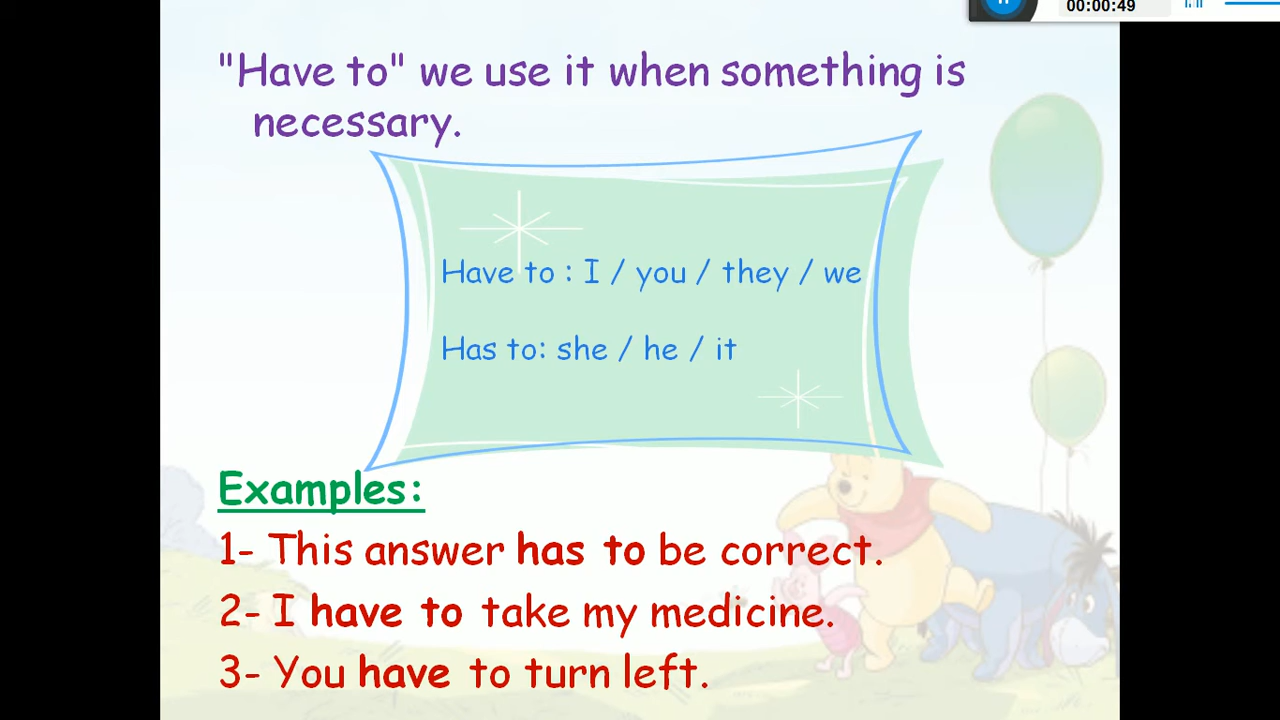 00:00:49
"Have to" we use it when something is
necessary.
Have to : I / you / they / we
Has to: she / he / it
Examples:
1- This answer has to be correct.
2- I have to take my medicine.
3- You have to turn left.